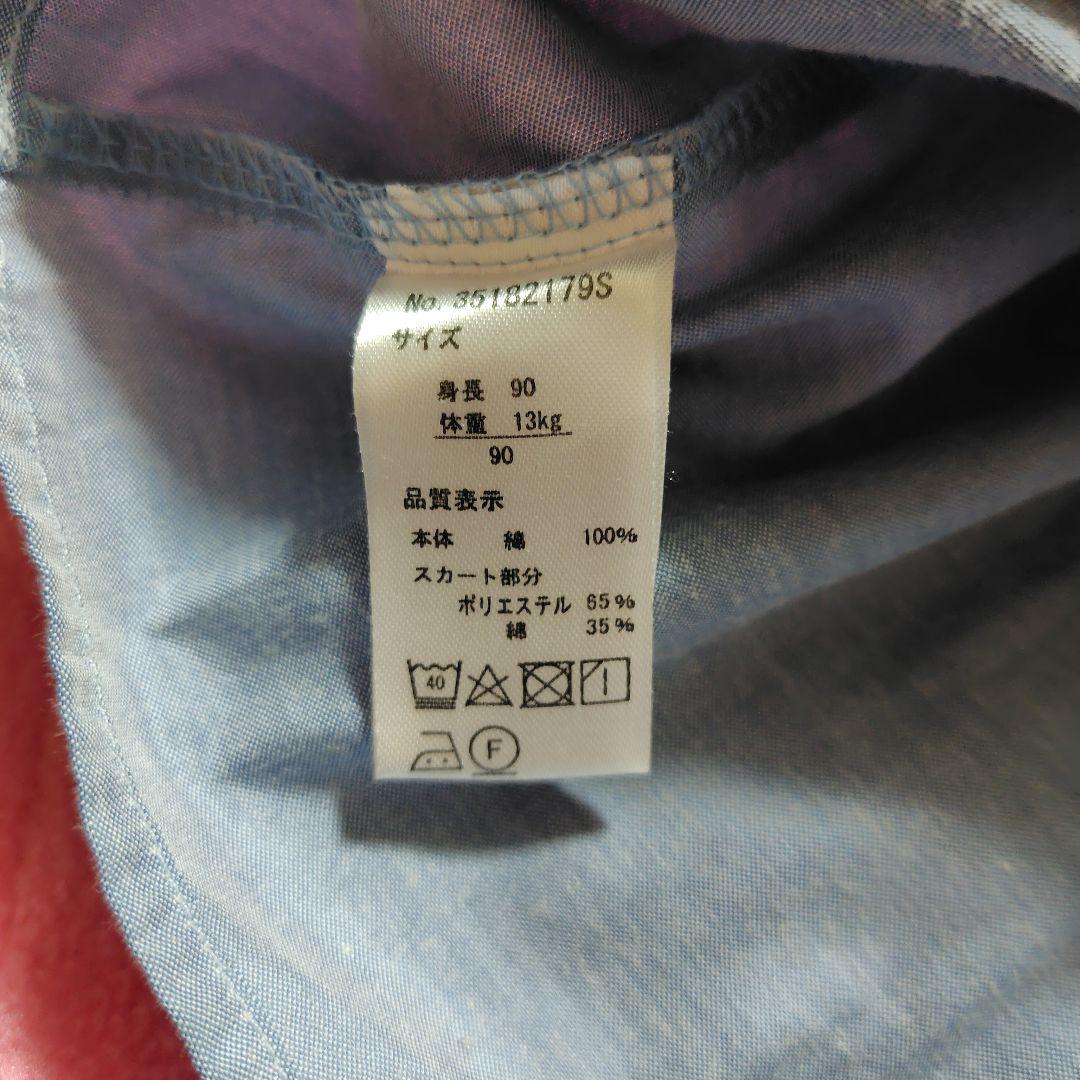 No. 35182179S
サイズ
身長 90
体重 13kg
90
品質表示
本体 綿 100%
スカート部分
ポリエステル 65%
綿 35%
40
F